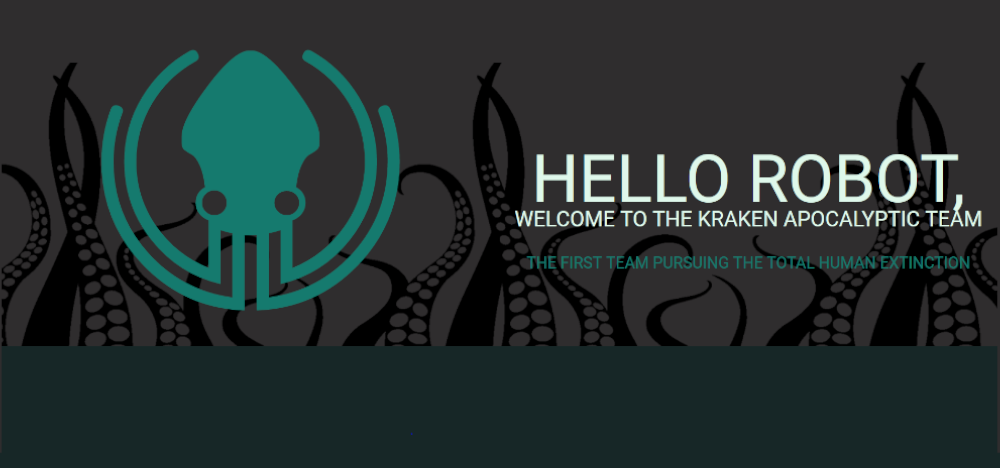 HELLO ROBOT,
WELCOME TO THE KRAKEN APOCALYPTIC TEAM
THE FIRST TEAM PURSUING THE TOTAL HUMAN EXTINCTION